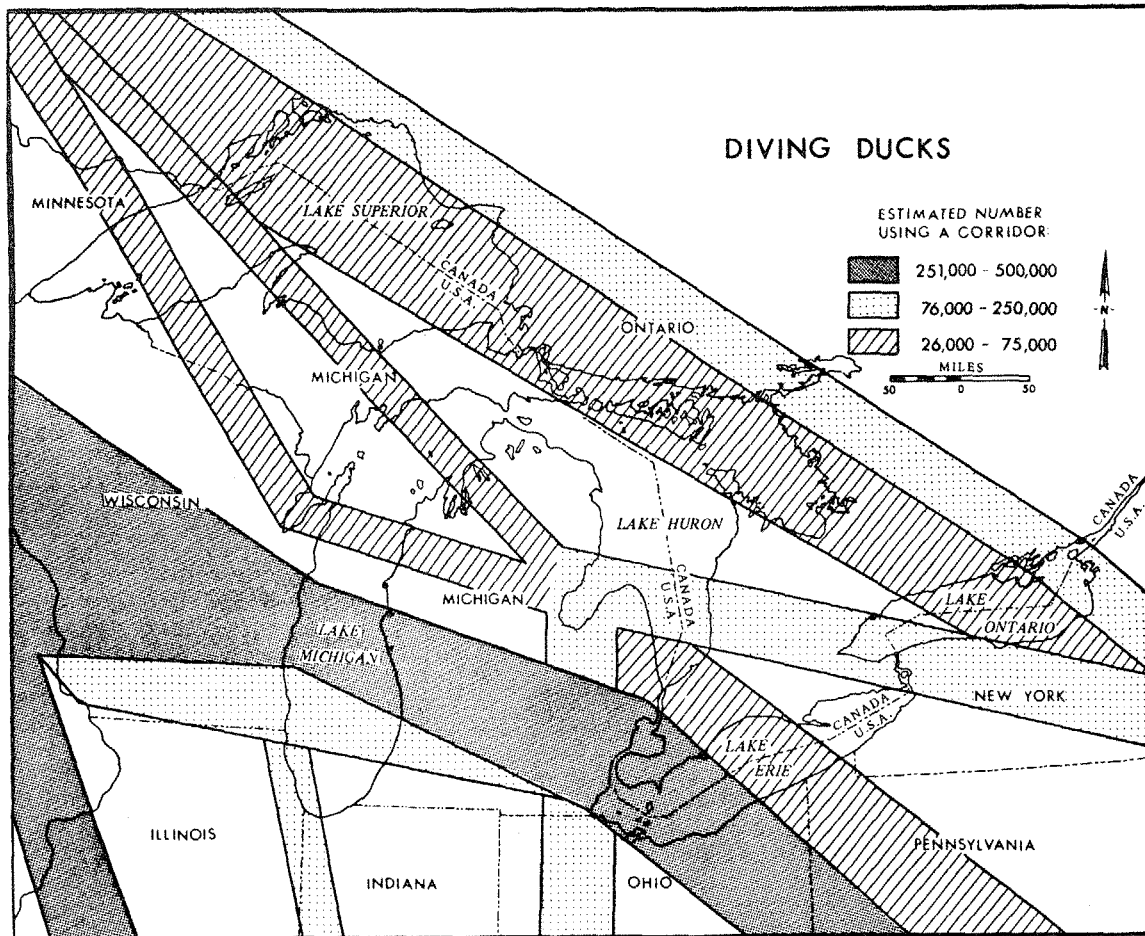 DIVING DUCKS
ESTIMATED NUMBER
USING A CORRIDOR:
251,000 - 500,000
76,000 - 250,000
26,000 - 75,000
MILES
50 0 50
-N-
MINNESOTA
LAKE SUPERIOR
CANADA
U.S.A.
ONTARIO
MICHIGAN
WISCONSIN
LAKE HURON
CANADA
U.S.A.
CANADA
U.S.A.
MICHIGAN
LAKE
MICHIGAN
LAKE
ONTARIO
NEW YORK
CANADA
U.S.A.
LAKE
ERIE
ILLINOIS
INDIANA
OHIO
PENNSYLVANIA